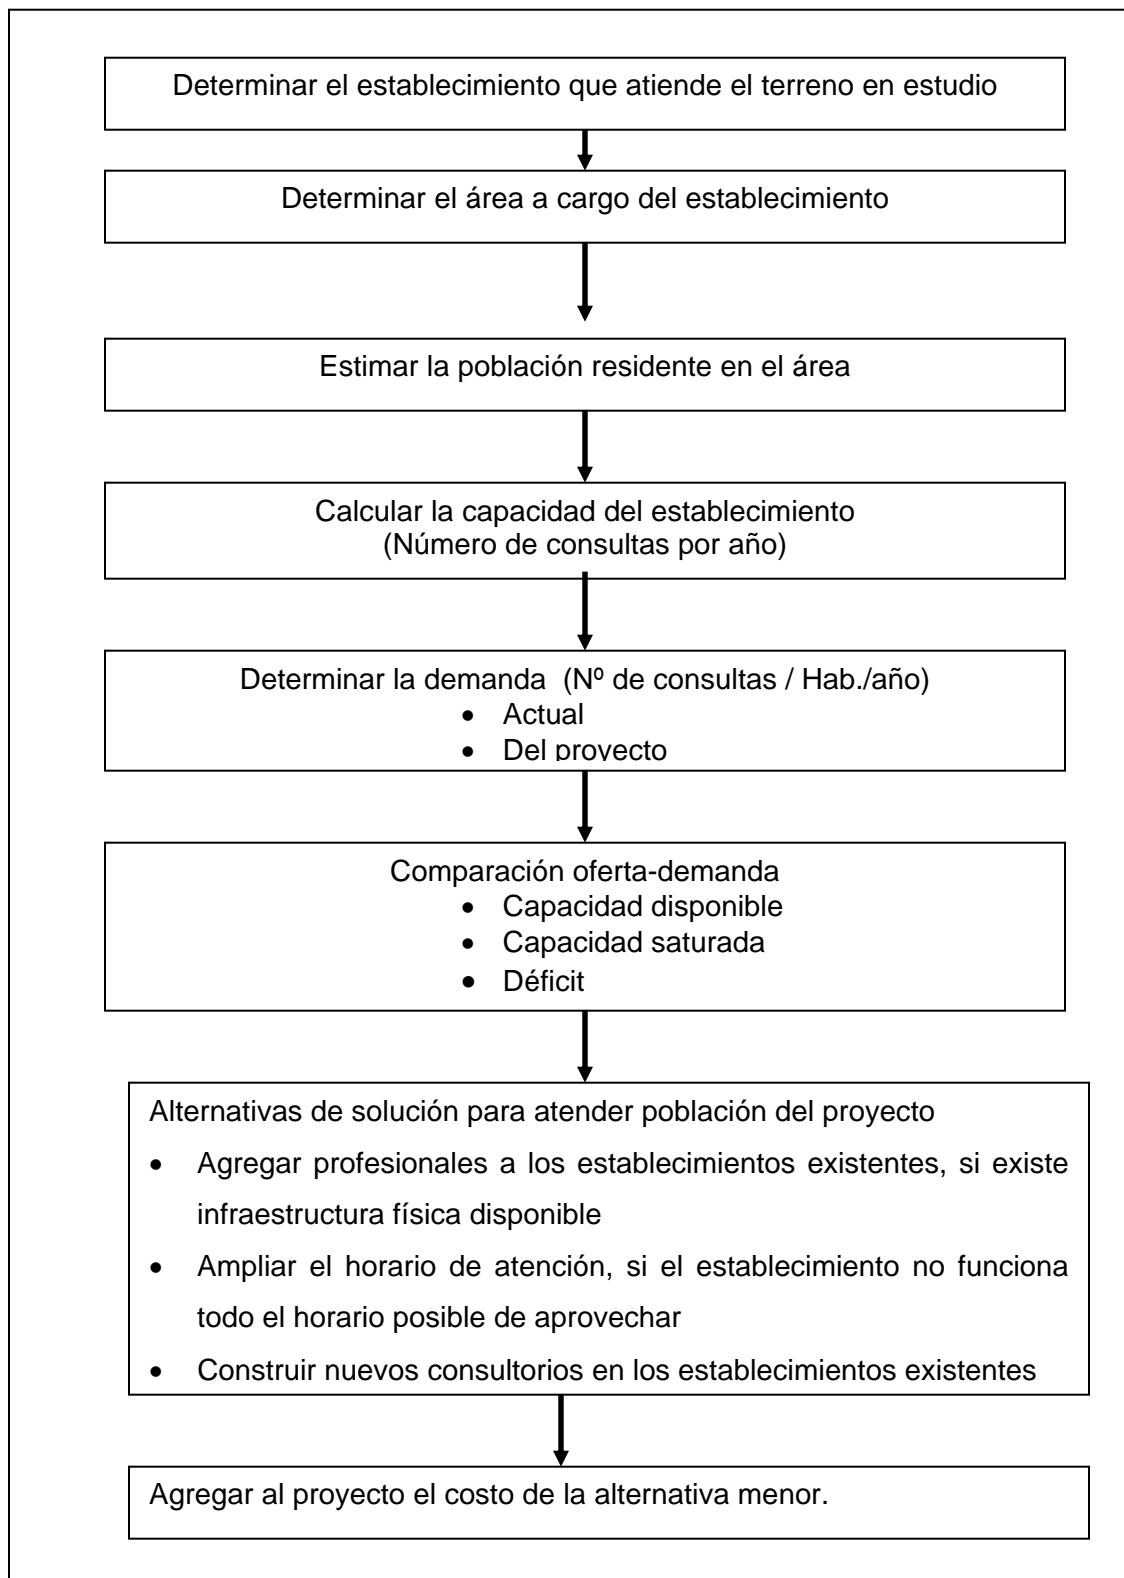 Determinar el establecimiento que atiende el terreno en estudio
Determinar el área a cargo del establecimiento
Estimar la población residente en el área
Calcular la capacidad del establecimiento
(Número de consultas por año)
Determinar la demanda (Nº de consultas / Hab./año)
• Actual
• Del proyecto
Comparación oferta-demanda
• Capacidad disponible
• Capacidad saturada
• Déficit
Alternativas de solución para atender población del proyecto
• Agregar profesionales a los establecimientos existentes, si existe
infraestructura física disponible
• Ampliar el horario de atención, si el establecimiento no funciona
todo el horario posible de aprovechar
• Construir nuevos consultorios en los establecimientos existentes
Agregar al proyecto el costo de la alternativa menor.